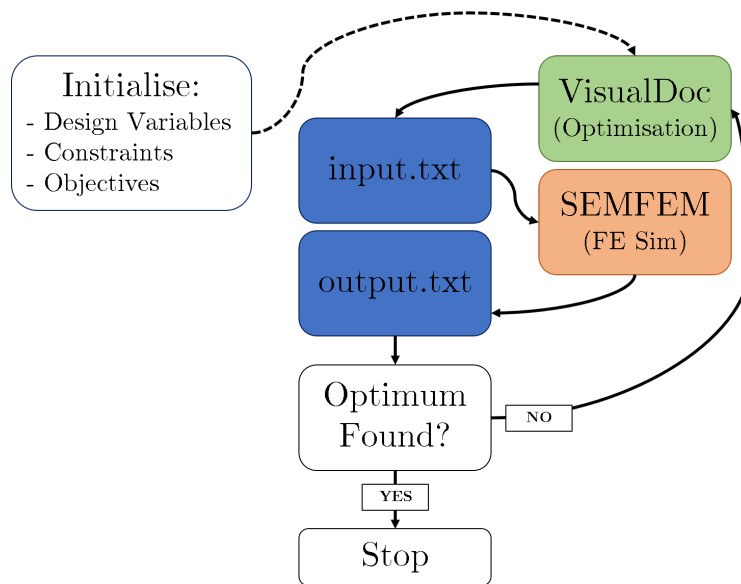 Initialise:
- Design Variables
- Constraints
- Objectives
VisualDoc
(Optimisation)
input.txt
SEMFEM
(FE Sim)
output.txt
Optimum
Found?
NO
YES
Stop